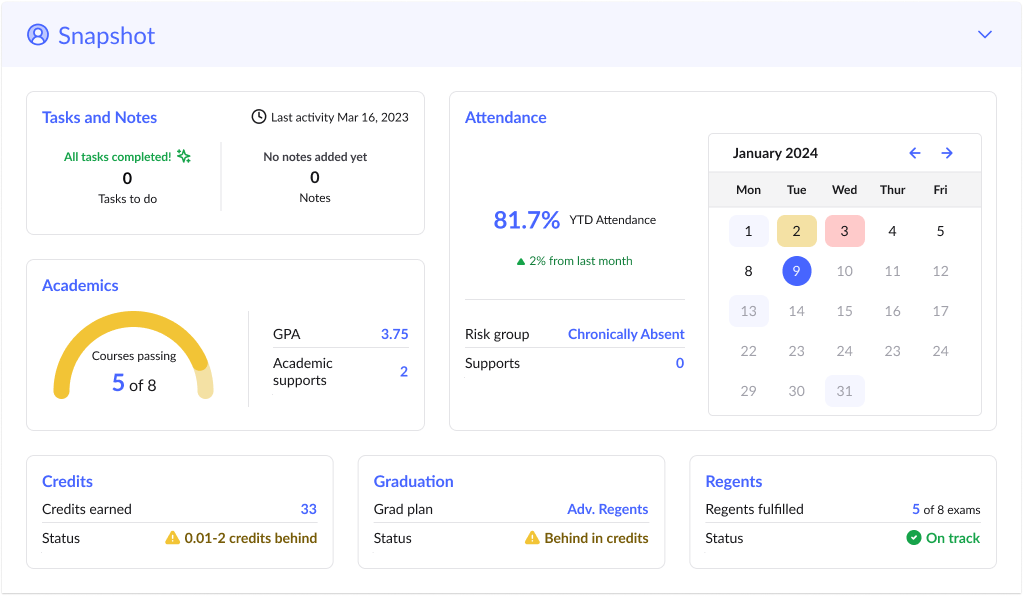 Snapshot
Tasks and Notes
Last activity Mar 16, 2023
All tasks completed!
0
Tasks to do
No notes added yet
0
Notes
Academics
Courses passing
5 of 8
GPA 3.75
Academic supports 2
Attendance
81.7% YTD Attendance
2% from last month
Risk group Chronically Absent
Supports 0
January 2024
Mon Tue Wed Thur Fri
1 2 3 4 5
8 9 10 11 12
13 14 15 16 17
22 23 24 23 24
29 30 31
Credits
Credits earned 33
Status 0.01-2 credits behind
Graduation
Grad plan Adv. Regents
Status Behind in credits
Regents
Regents fulfilled 5 of 8 exams
Status On track